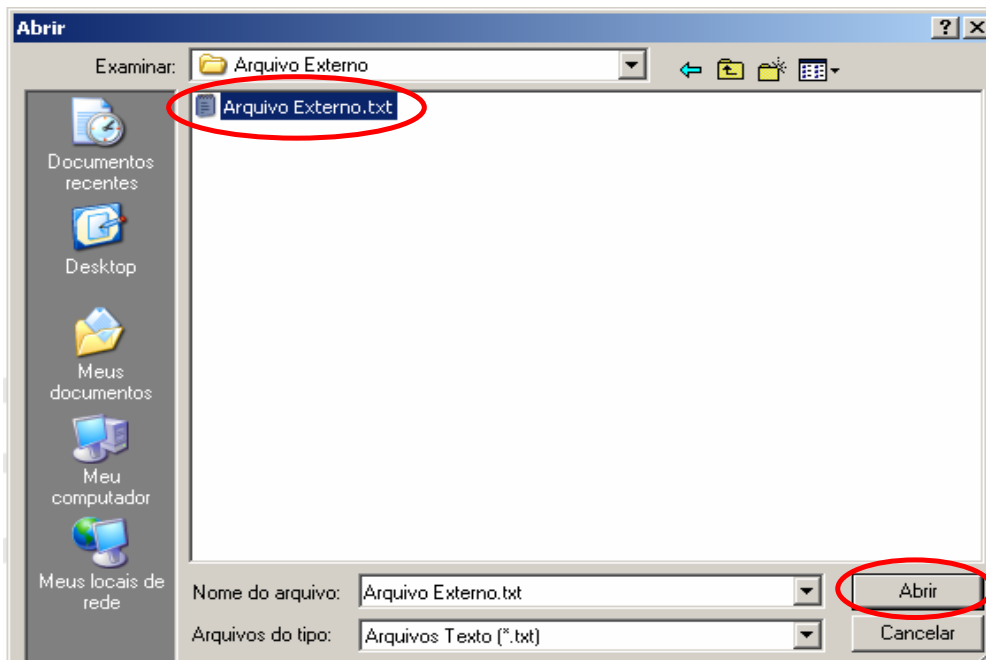 Abrir
Examinar:
Arquivo Externo
Arquivo Externo.txt
Documentos
recentes
Desktop
Meus
documentos
Meu
computador
Meus locais de
rede
Nome do arquivo:
Arquivo Externo.txt
Abrir
Arquivos do tipo:
Arquivos Texto (*.txt)
Cancelar